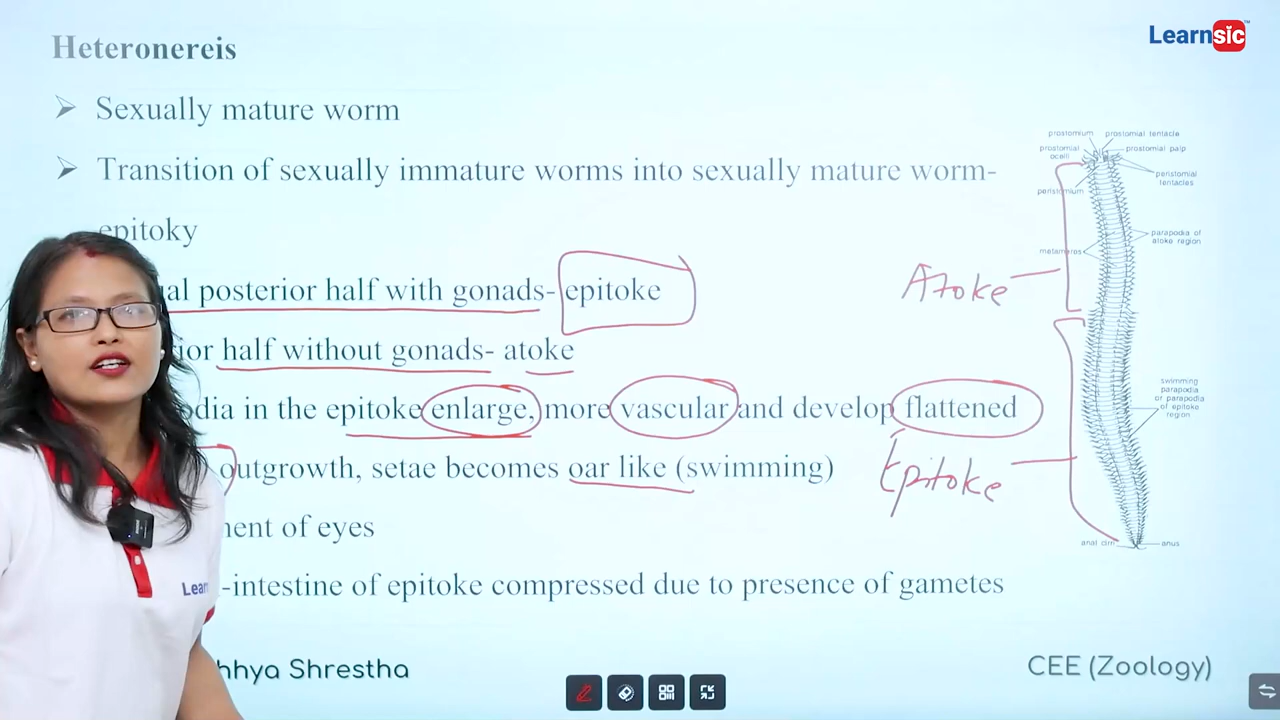 Heteronereis
Learnsic
Sexually mature worm
Transition of sexually immature worms into sexually mature worm-
epitoky
posterior half with gonads- epitoke
half without gonads- atoke
in the epitoke enlarge, more vascular and develop flattened
outgrowth, setae becomes oar like (swimming)
of eyes
-intestine of epitoke compressed due to presence of gametes
Atoke
Epitoke
prostomium
prostomial tentacle
prostomial
ocelli
prostomial palp
peristomial
tentacles
peristomium
parapodia of
atoke region
metameres
swimming
parapodia
or parapodia
of epitoke
region
anal cirri
anus
Lear
Shrestha
CEE (Zoology)